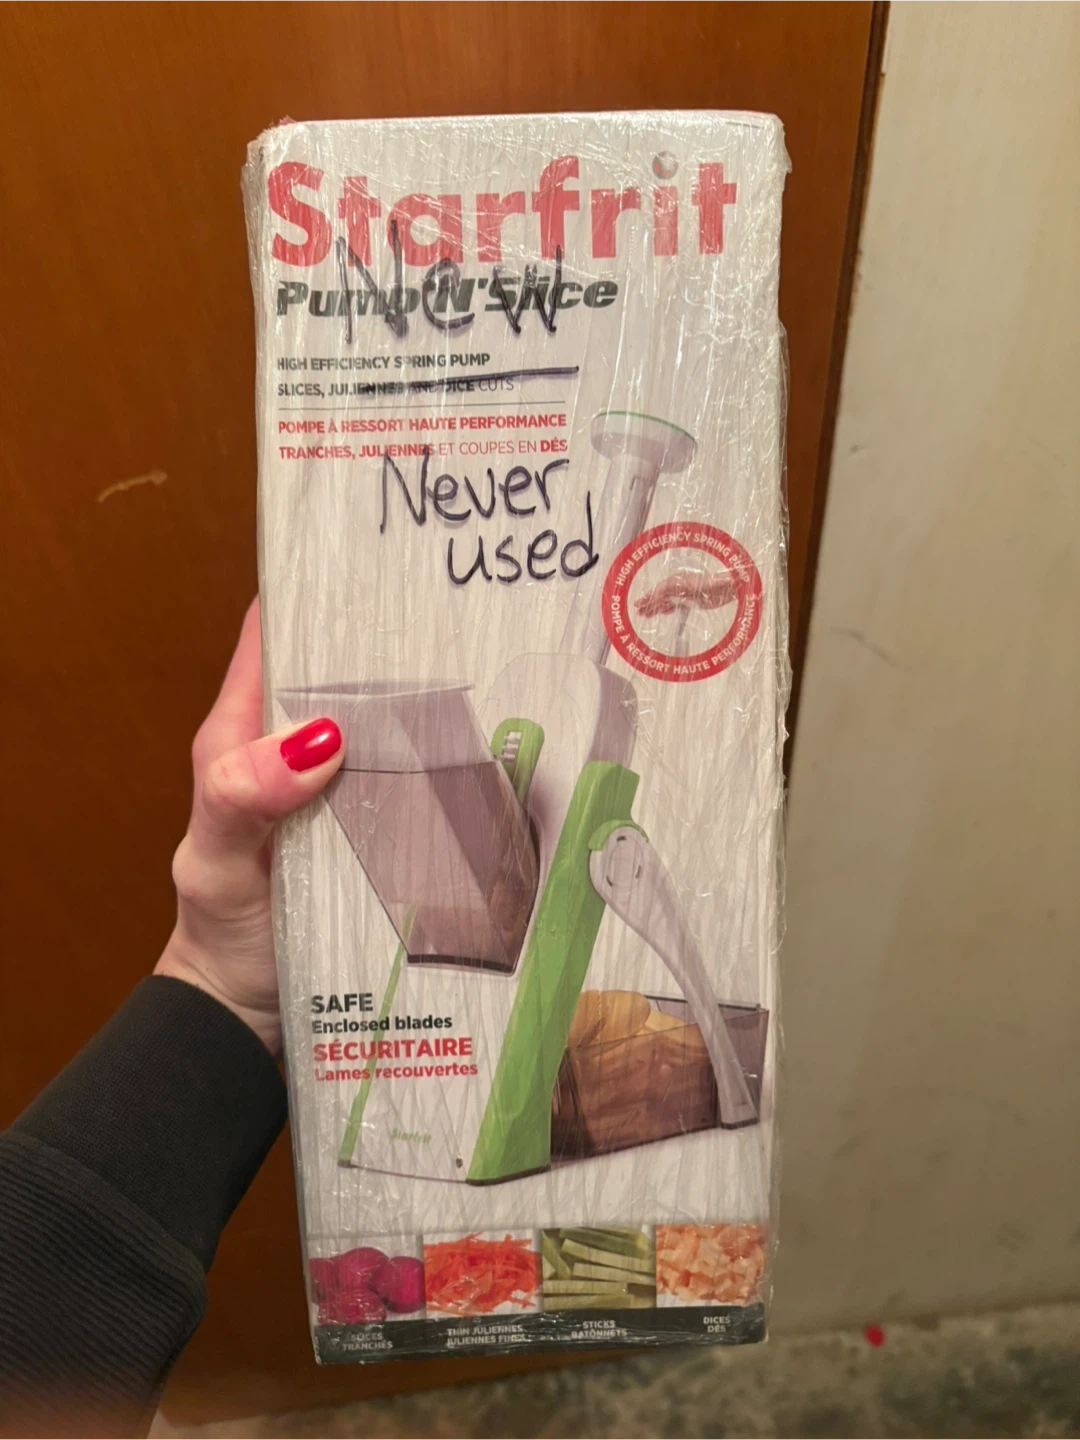 Starfrit
Pump'N'Slice
New
HIGH EFFICIENCY SPRING PUMP
SLICES, JULIENNES AND DICE CUTS
POMPE À RESSORT HAUTE PERFORMANCE
TRANCHES, JULIENNES ET COUPES EN DÉS
Never
used
HIGH EFFICIENCY SPRING PUMP
POMPE À RESSORT HAUTE PERFORMANCE
SAFE
Enclosed blades
SÉCURITAIRE
Lames recouvertes
Starfrit
SLICES
TRANCHES
THIN JULIENNES
JULIENNES FINES
STICKS
BATÔNNETS
DICES
DÉS